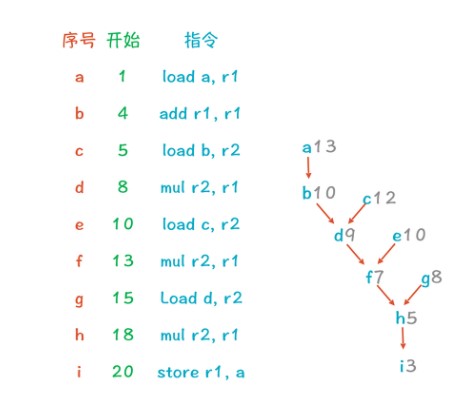 序号 开始 指令
a 1 load a, r1
b 4 add r1, r1
c 5 load b, r2
d 8 mul r2, r1
e 10 load c, r2
f 13 mul r2, r1
g 15 Load d, r2
h 18 mul r2, r1
i 20 store r1, a
a13
b10 c12
d9 e10
f7 g8
h5
i3